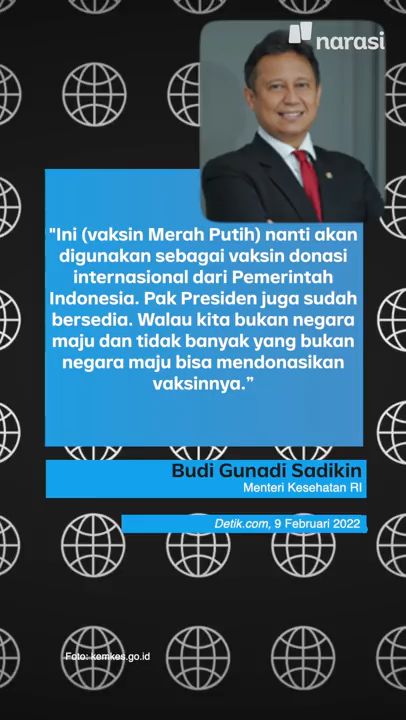 narasi
"Ini (vaksin Merah Putih) nanti akan
digunakan sebagai vaksin donasi
internasional dari Pemerintah
Indonesia. Pak Presiden juga sudah
bersedia. Walau kita bukan negara
maju dan tidak banyak yang bukan
negara maju bisa mendonasikan
vaksinnya."
Budi Gunadi Sadikin
Menteri Kesehatan RI
Detik.com, 9 Februari 2022
Foto: kemkes.go.id